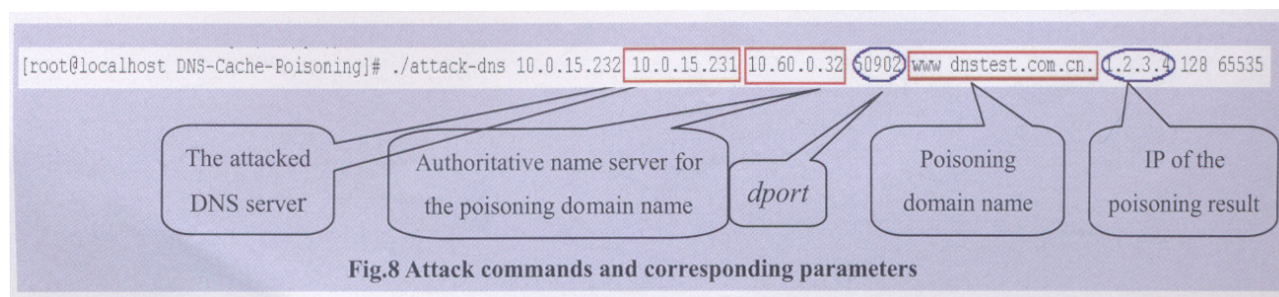 [root@localhost DNS-Cache-Poisoning]# ./attack-dns 10.0.15.232 10.0.15.231 10.60.0.32 50902 www dnstest.com.cn. 1.2.3.4 128 65535
The attacked
DNS server
Authoritative name server for
the poisoning domain name
dport
Poisoning
domain name
IP of the
poisoning result
Fig.8 Attack commands and corresponding parameters